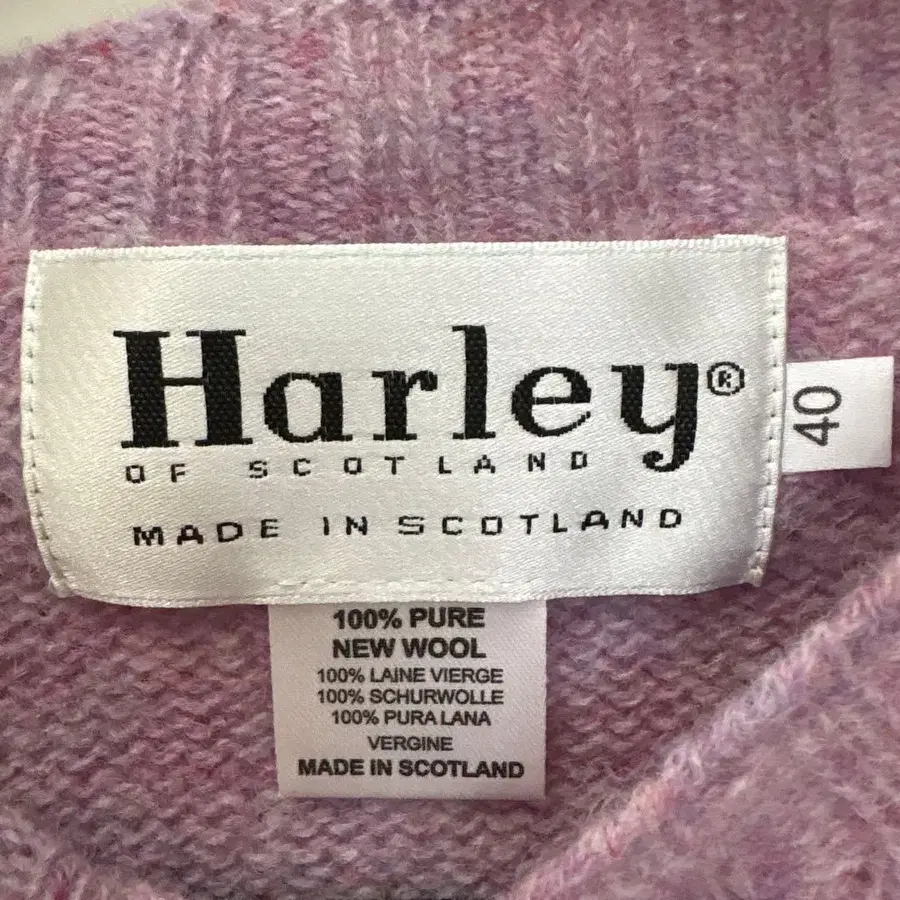 Harley®
OF SCOTLAND
MADE IN SCOTLAND
40
100% PURE
NEW WOOL
100% LAINE VIERGE
100% SCHURWOLLE
100% PURA LANA
VERGINE
MADE IN SCOTLAND